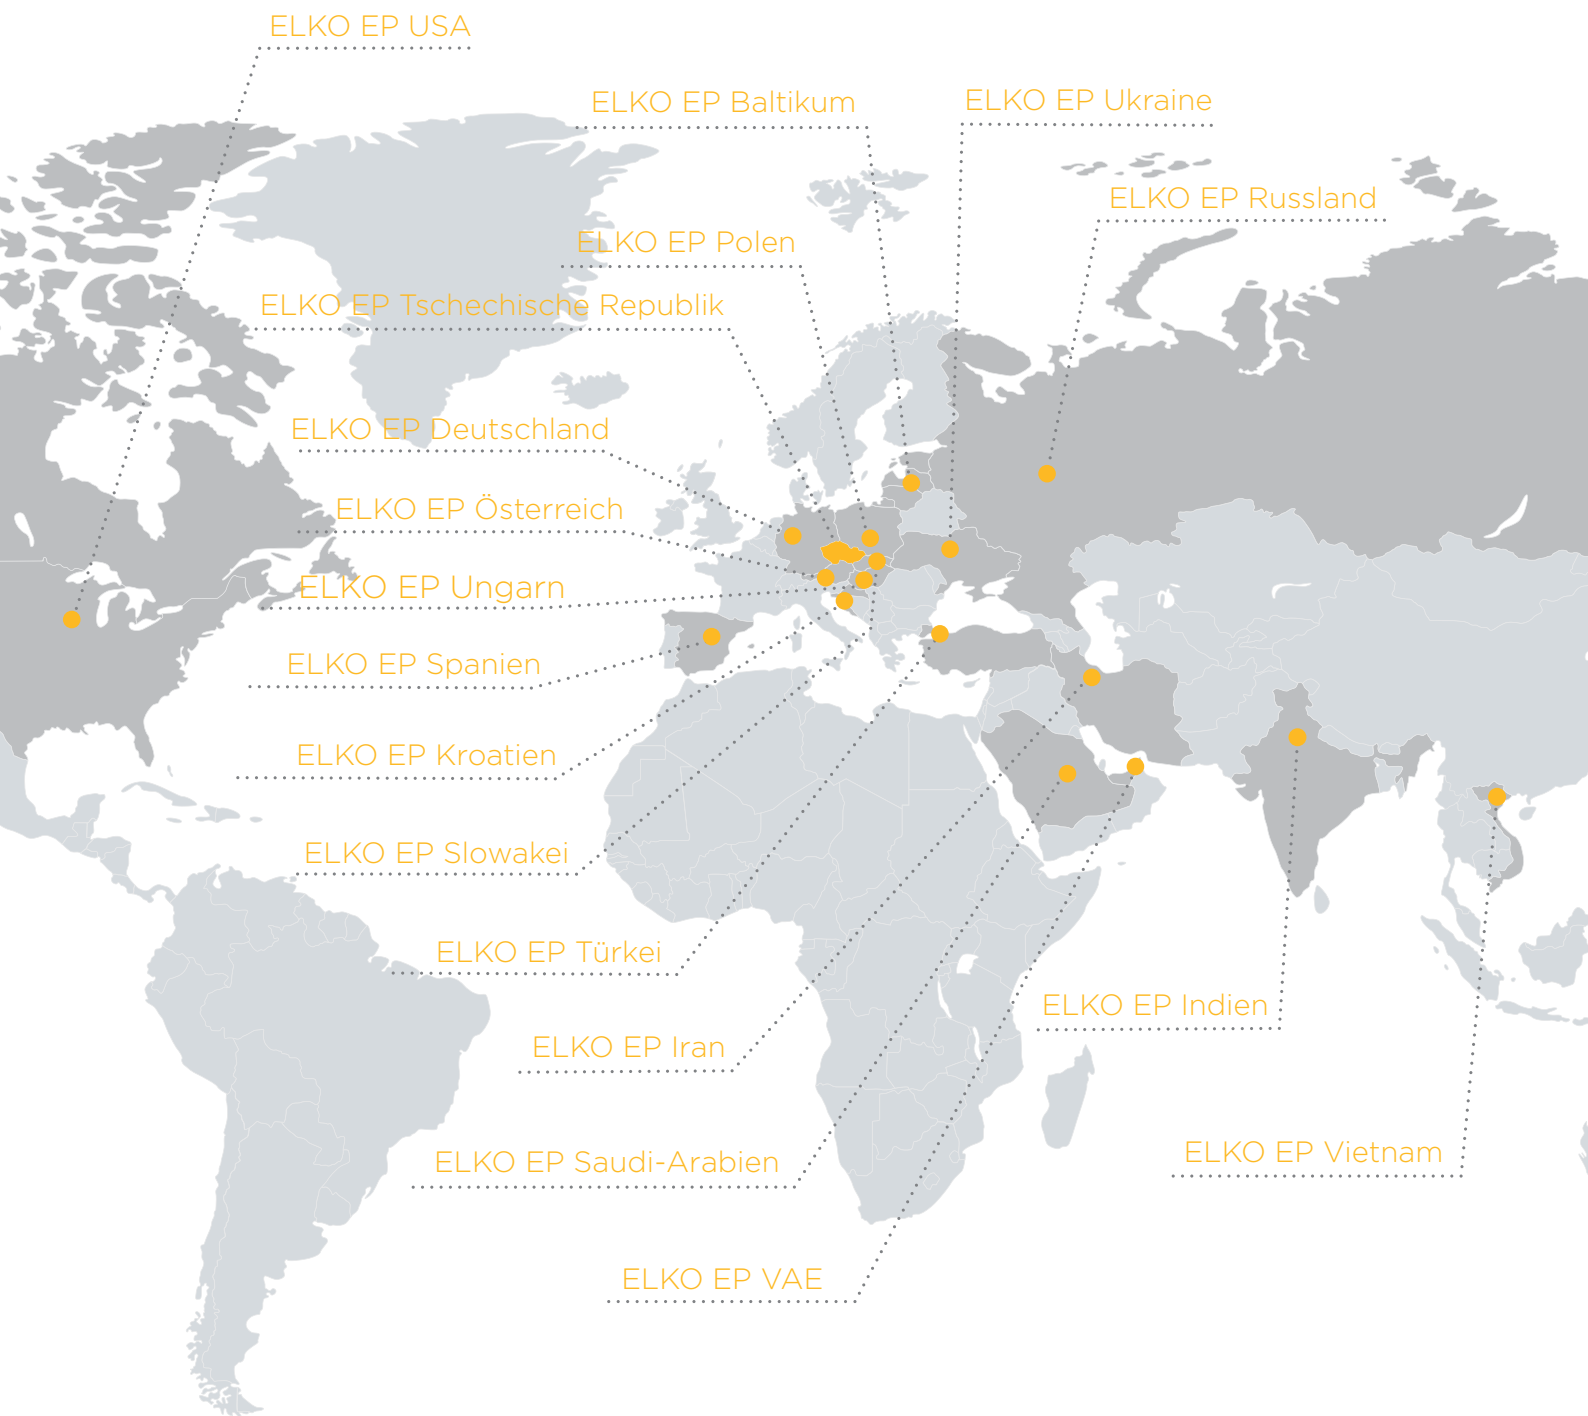 ELKO EP USA
ELKO EP Baltikum
ELKO EP Ukraine
ELKO EP Russland
ELKO EP Polen
ELKO EP Tschechische Republik
ELKO EP Deutschland
ELKO EP Österreich
ELKO EP Ungarn
ELKO EP Spanien
ELKO EP Kroatien
ELKO EP Slowakei
ELKO EP Türkei
ELKO EP Indien
ELKO EP Iran
ELKO EP Vietnam
ELKO EP Saudi-Arabien
ELKO EP VAE